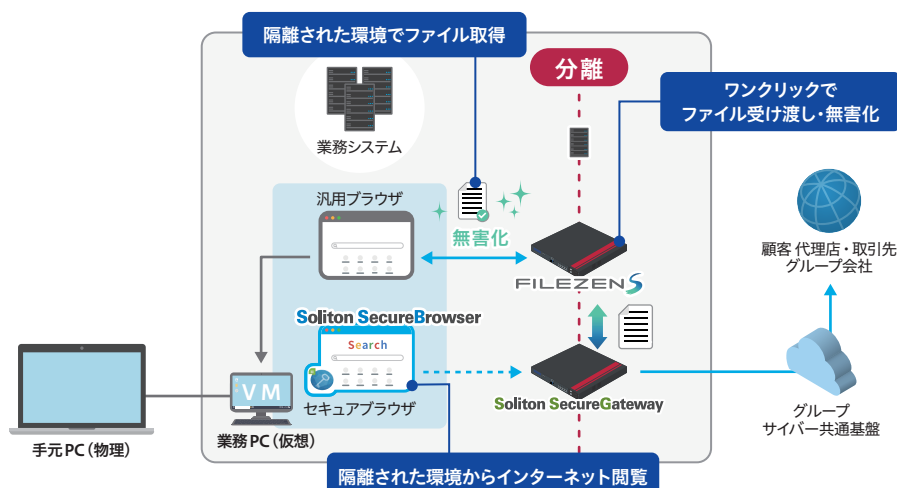 隔離された環境でファイル取得
分離
ワンクリックで
ファイル受け渡し・無害化
業務システム
汎用ブラウザ
無害化
FILEZEN S
顧客 代理店・取引先
グループ会社
Soliton SecureBrowser
Search
セキュアブラウザ
Soliton SecureGateway
VM
業務PC(仮想)
手元PC(物理)
グループ
サイバー共通基盤
隔離された環境からインターネット閲覧